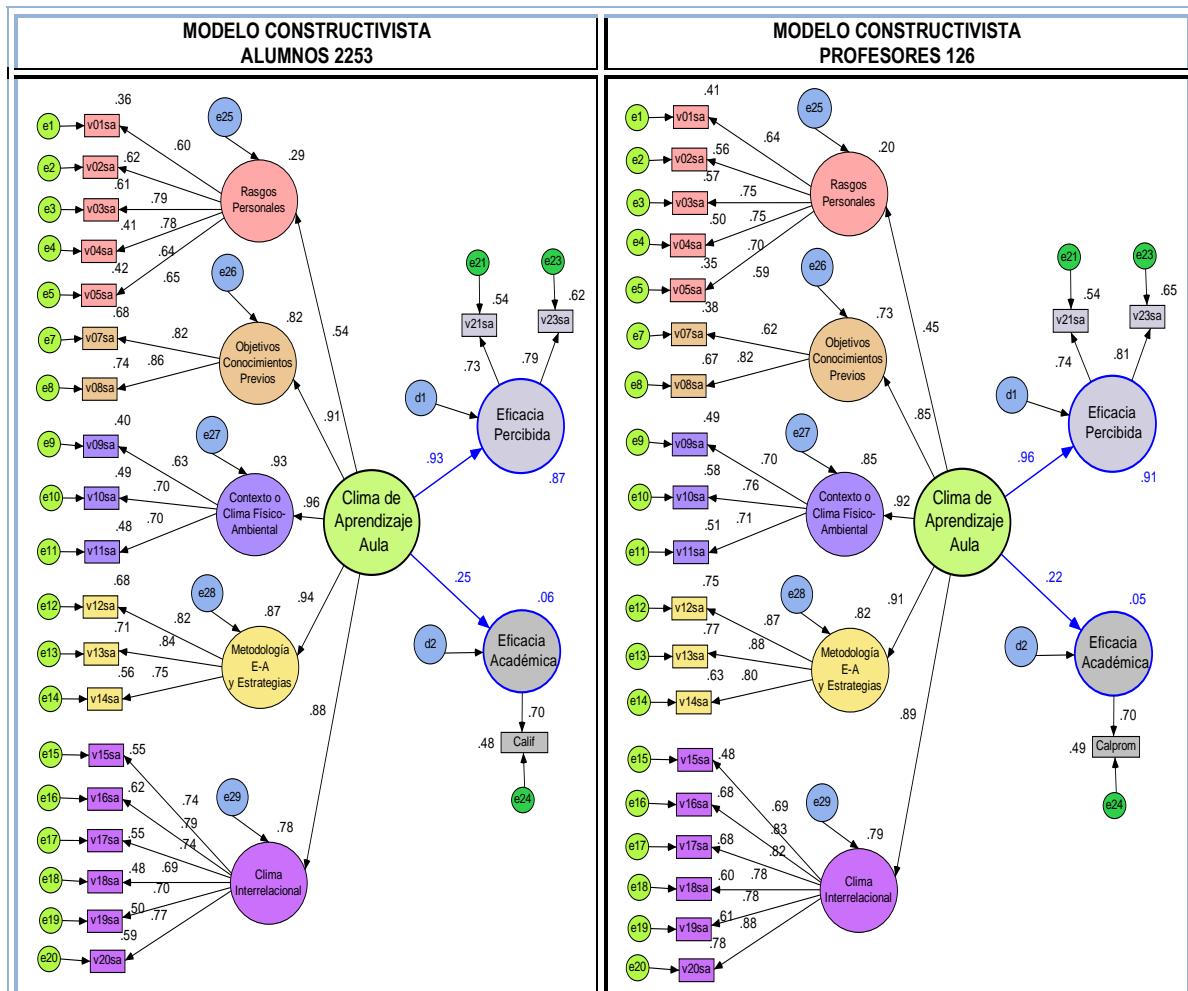 MODELO CONSTRUCTIVISTA
ALUMNOS 2253
MODELO CONSTRUCTIVISTA
PROFESORES 126
.36
e1
v01sa
e25
.60
.29
e2
v02sa
.62
.61
Rasgos
Personales
e3
v03sa
.79
.41
e4
v04sa
.78
.64
.42
.65
e5
v05sa
.68
e26
.82
e7
v07sa
.82
Objetivos
Conocimientos
Previos
.74
.86
e8
v08sa
.54
.91
e21
e23
.54
.62
v21sa
v23sa
.73
.79
d1
Eficacia
Percibida
.93
.87
.40
e9
v09sa
e27
.93
.63
.49
e10
v10sa
.70
Contexto o
Clima Físico-
Ambiental
.96
.48
.70
e11
v11sa
Clima de
Aprendizaje
Aula
.25
.06
.68
e12
v12sa
e28
.87
.94
.82
.71
e13
v13sa
.84
Metodología
E-A
y Estrategias
.56
.75
e14
v14sa
d2
Eficacia
Académica
.88
.70
.48
Calif
e24
e15
v15sa
.55
.74
e29
.78
e16
v16sa
.62
.79
e17
v17sa
.55
.74
e18
v18sa
.48
.69
Clima
Interrelacional
.70
e19
v19sa
.50
.77
.59
e20
v20sa
.41
e1
v01sa
e25
.64
.20
e2
v02sa
.56
.57
Rasgos
Personales
e3
v03sa
.75
.50
e4
v04sa
.75
.70
.35
.59
e5
v05sa
.38
e26
.73
e7
v07sa
.62
Objetivos
Conocimientos
Previos
.67
.82
e8
v08sa
.45
.85
e21
e23
.54
.65
v21sa
v23sa
.74
.81
d1
Eficacia
Percibida
.96
.91
.49
e9
v09sa
e27
.85
.70
.58
e10
v10sa
.76
Contexto o
Clima Físico-
Ambiental
.92
.51
.71
e11
v11sa
Clima de
Aprendizaje
Aula
.22
.05
.75
e12
v12sa
e28
.82
.91
.87
.77
e13
v13sa
.88
Metodología
E-A
y Estrategias
.63
.80
e14
v14sa
d2
Eficacia
Académica
.89
.70
.49
Calprom
e24
e15
v15sa
.48
.69
e29
.79
e16
v16sa
.68
.83
e17
v17sa
.68
.82
e18
v18sa
.60
.78
Clima
Interrelacional
.78
e19
v19sa
.61
.88
.78
e20
v20sa